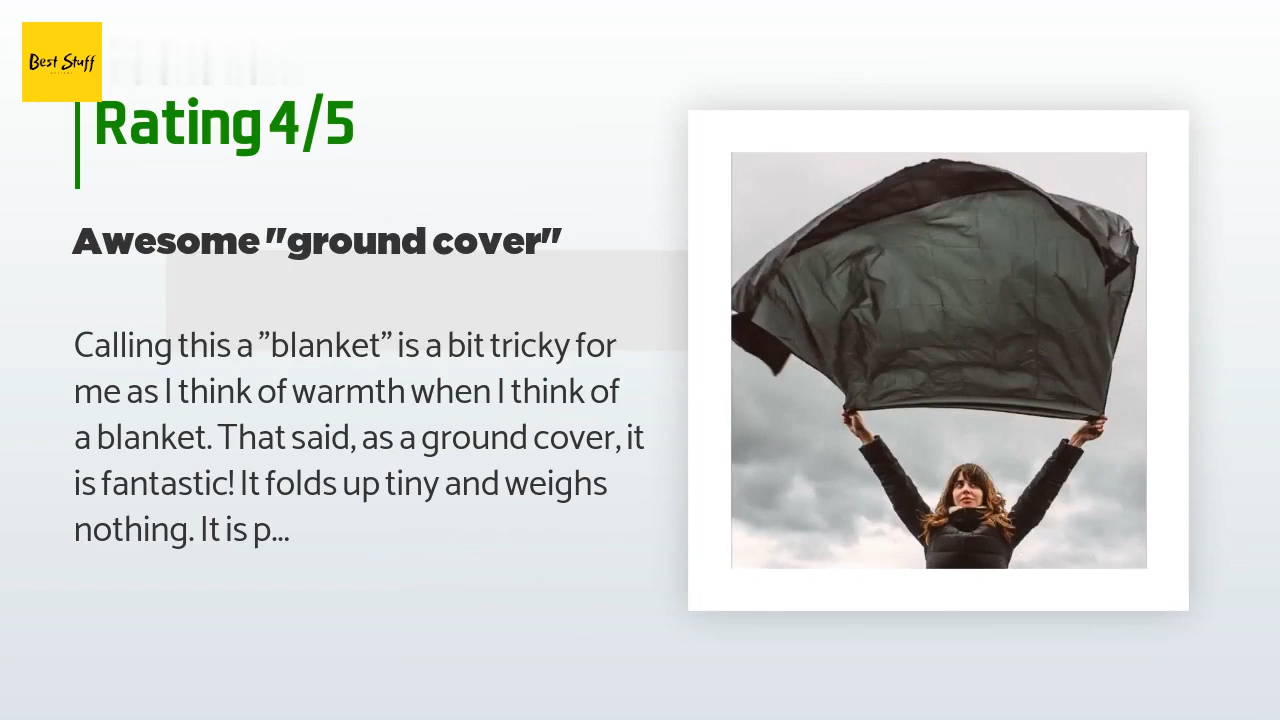 Best Stuff
Rating 4/5
Awesome "ground cover"
Calling this a ”blanket” is a bit tricky for
me as I think of warmth when I think of
a blanket. That said, as a ground cover, it
is fantastic! It folds up tiny and weighs
nothing. It is p...